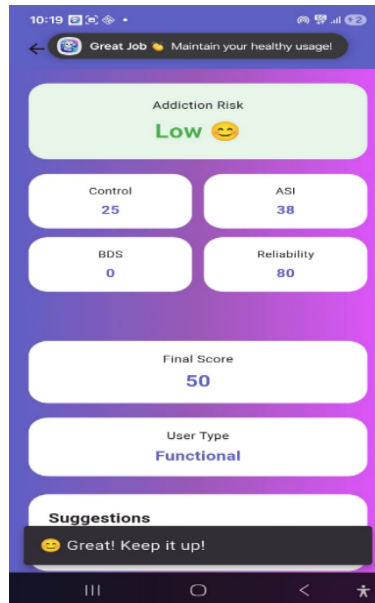 10:19
Great Job 👏 Maintain your healthy usage!
Addiction Risk
Low 😊
Control
25
ASI
38
BDS
0
Reliability
80
Final Score
50
User Type
Functional
Suggestions
😊 Great! Keep it up!